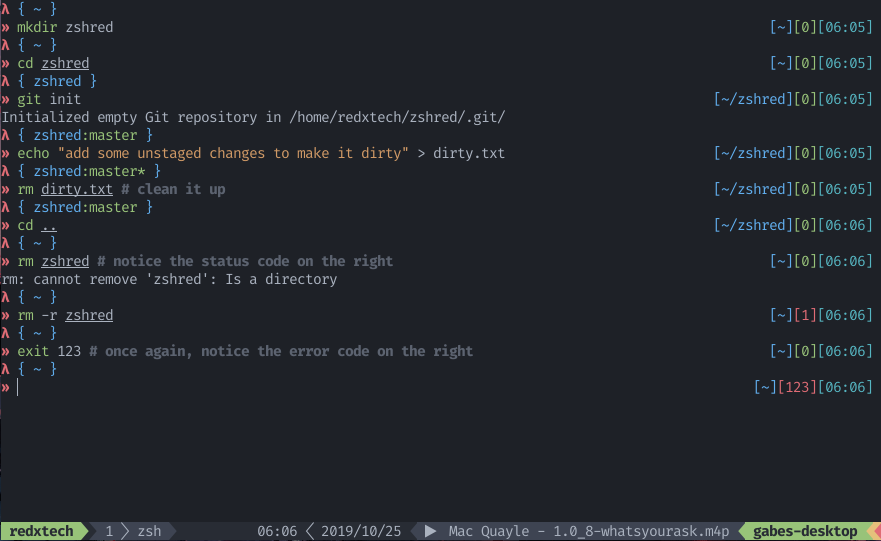 λ { ~ }
» mkdir zshred [~][0][06:05]
λ { ~ }
» cd zshred [~][0][06:05]
λ { zshred }
» git init [~/zshred][0][06:05]
Initialized empty Git repository in /home/redxtech/zshred/.git/
λ { zshred:master }
» echo "add some unstaged changes to make it dirty" > dirty.txt [~/zshred][0][06:05]
λ { zshred:master* }
» rm dirty.txt # clean it up [~/zshred][0][06:05]
λ { zshred:master }
» cd .. [~/zshred][0][06:06]
λ { ~ }
» rm zshred # notice the status code on the right [~][0][06:06]
rm: cannot remove 'zshred': Is a directory
λ { ~ }
» rm -r zshred [~][1][06:06]
λ { ~ }
» exit 123 # once again, notice the error code on the right [~][0][06:06]
λ { ~ }
» [~][123][06:06]
redxtech 1 zsh 06:06 2019/10/25 ▶ Mac Quayle - 1.0_8-whatsyourask.m4p gabes-desktop